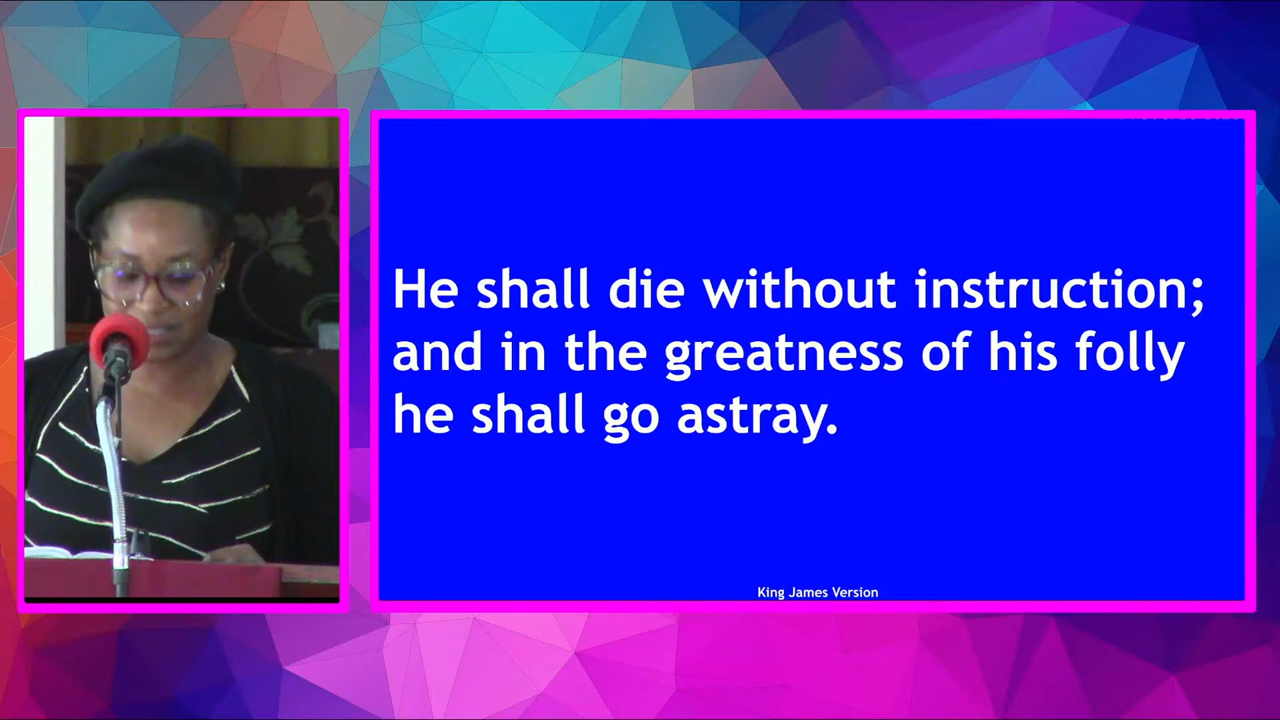 He shall die without instruction;
and in the greatness of his folly
he shall go astray.
King James Version